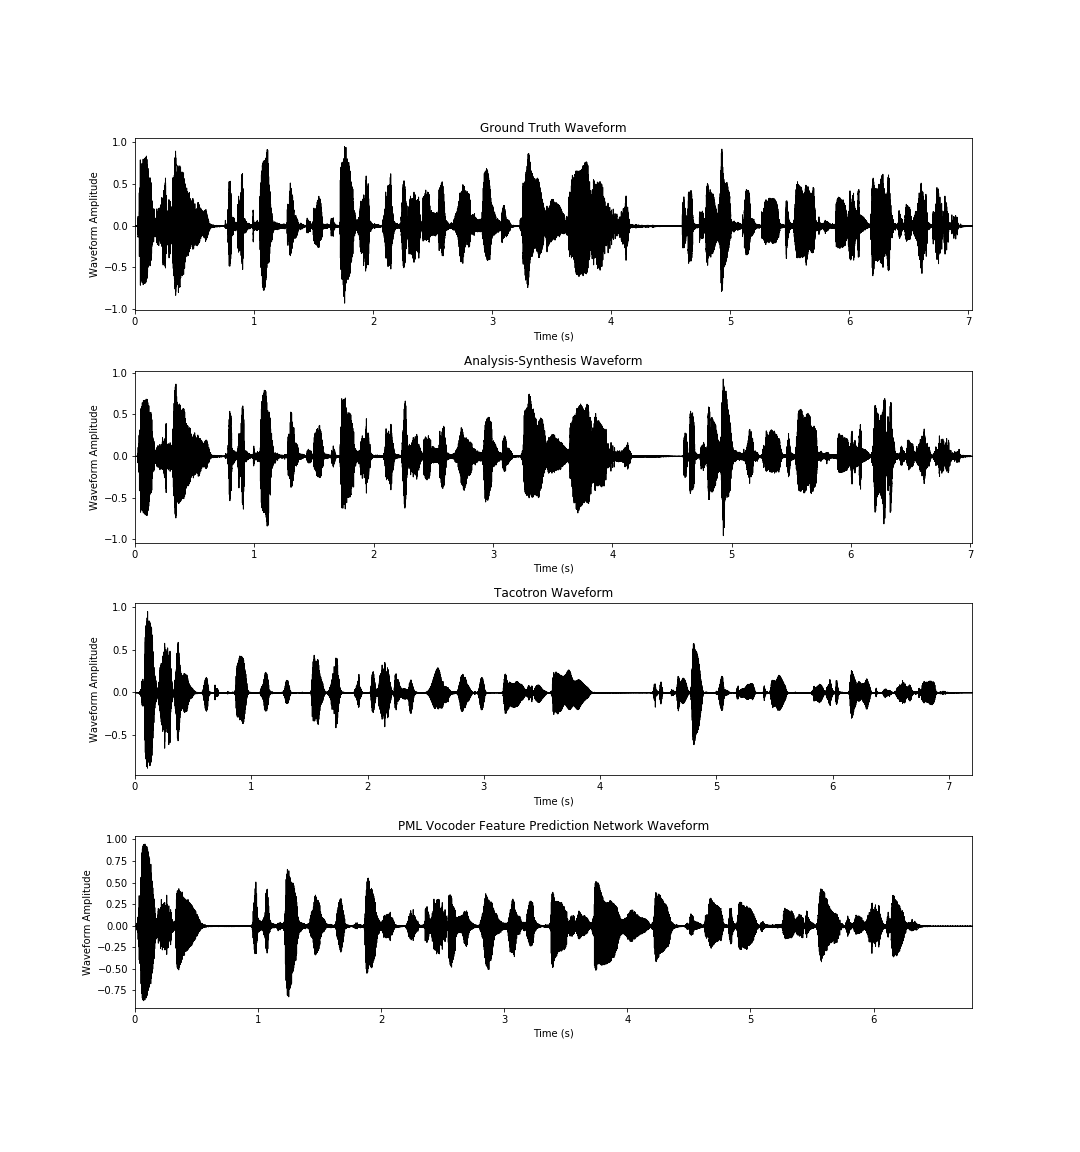 Ground Truth Waveform
1.0
0.5
0.0
−0.5
−1.0
Waveform Amplitude
0 1 2 3 4 5 6 7
Time (s)
Analysis-Synthesis Waveform
1.0
0.5
0.0
−0.5
−1.0
Waveform Amplitude
0 1 2 3 4 5 6 7
Time (s)
Tacotron Waveform
1.0
0.5
0.0
−0.5
Waveform Amplitude
0 1 2 3 4 5 6 7
Time (s)
PML Vocoder Feature Prediction Network Waveform
1.00
0.75
0.50
0.25
0.00
−0.25
−0.50
−0.75
Waveform Amplitude
0 1 2 3 4 5 6
Time (s)